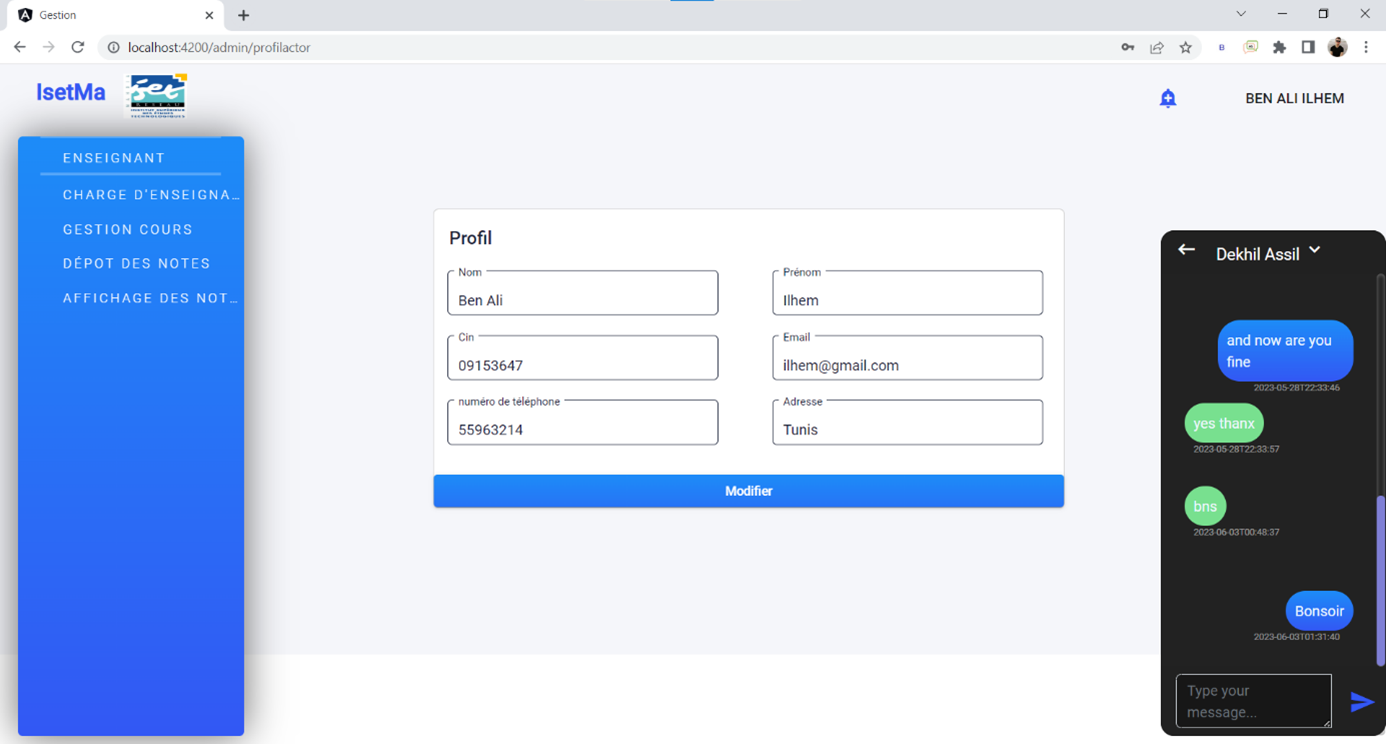 Gestion
localhost:4200/admin/profilactor
IsetMa
BEN ALI ILHEM
ENSEIGNANT
CHARGE D'ENSEIGNA…
GESTION COURS
DÉPOT DES NOTES
AFFICHAGE DES NOT…
Profil
Nom
Ben Ali
Prénom
Ilhem
Cin
09153647
Email
ilhem@gmail.com
numéro de téléphone
55963214
Adresse
Tunis
Modifier
Dekhil Assil
and now are you
fine
2023-05-28T22:33:46
yes thanx
2023-05-28T22:33:57
bns
2023-06-03T00:48:37
Bonsoir
2023-06-03T01:31:40
Type your
message...